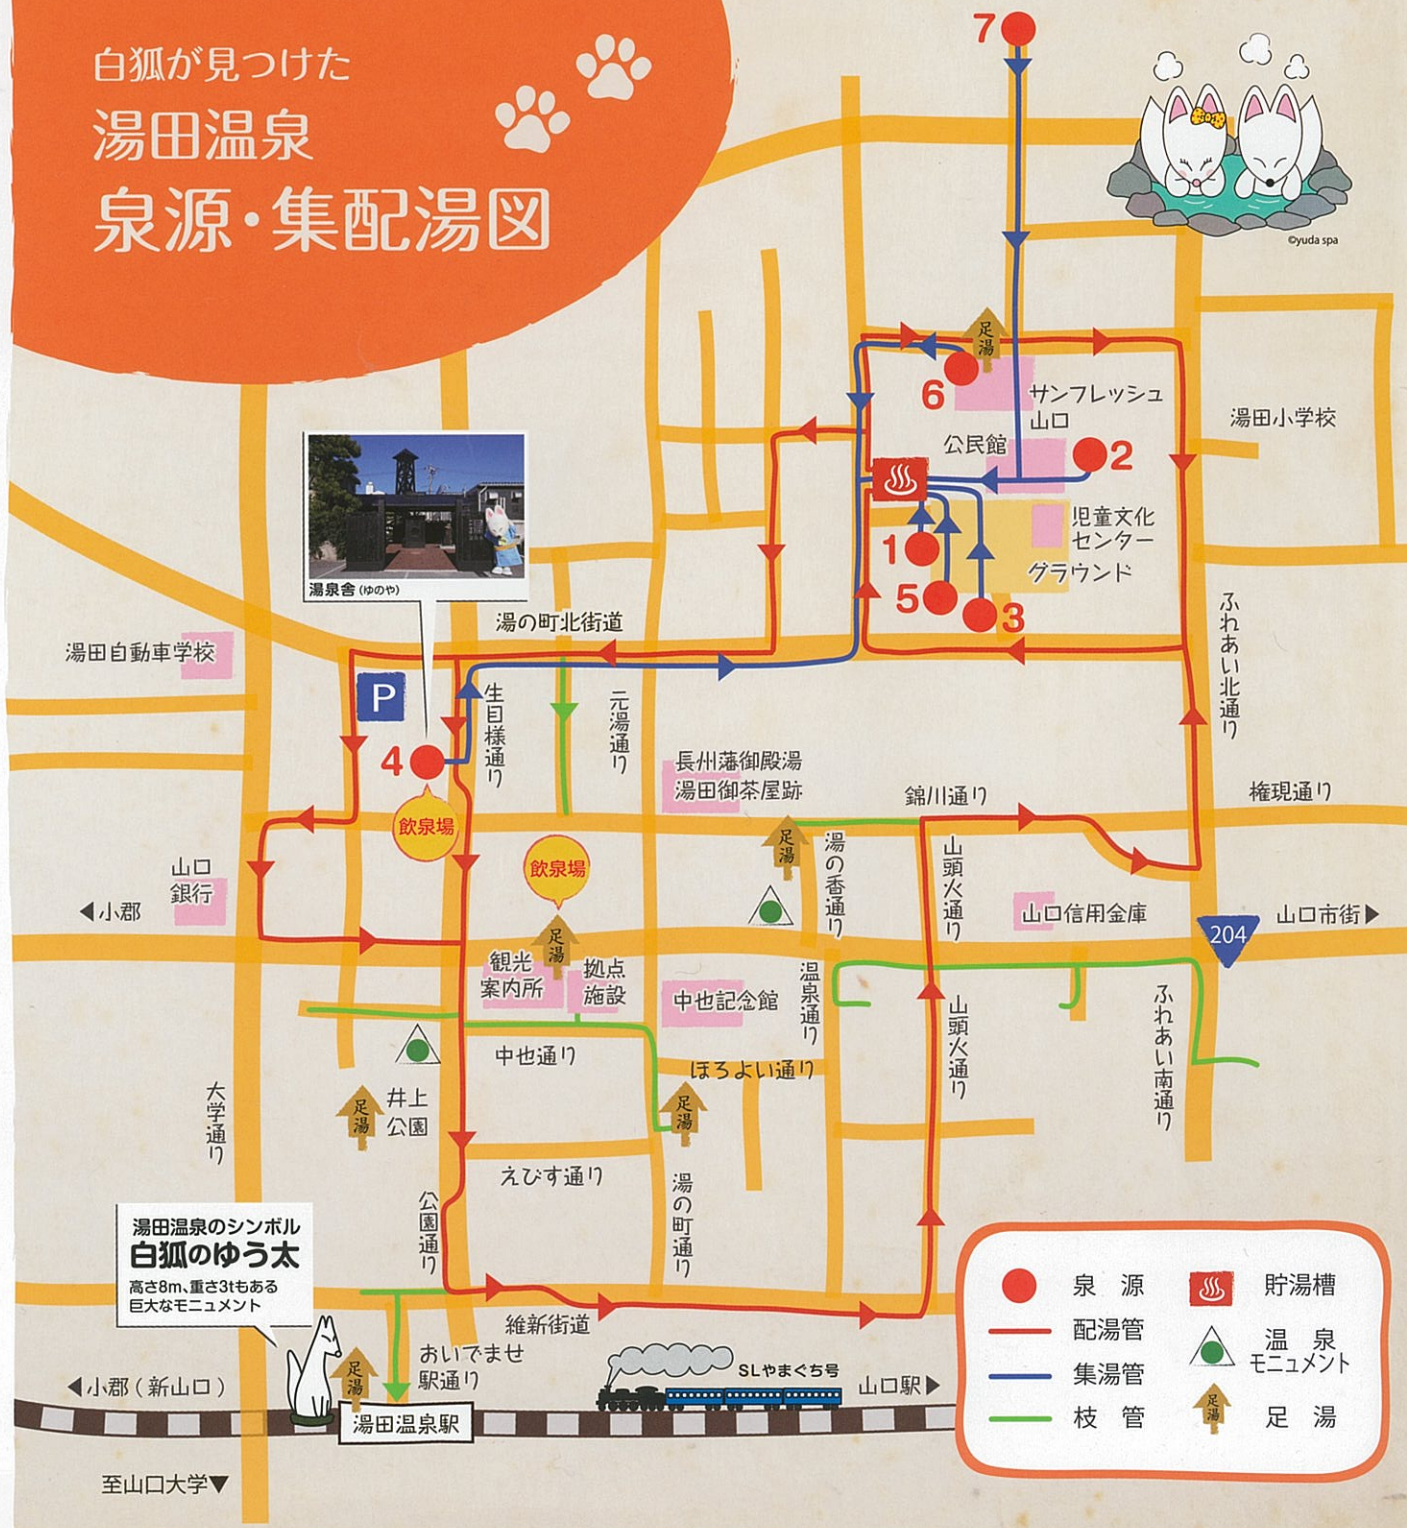 白狐が見つけた
湯田温泉
泉源・集配湯図
©yuda spa
7
足湯
6
サンフレッシュ
山口
公民館
2
湯田小学校
児童文化
センター
グラウンド
1
5
3
湯泉舎(ゆのや)
湯の町北街道
湯田自動車学校
P
生目様通り
元湯通り
ふれあい北通り
4
飲泉場
長州藩御殿湯
湯田御茶屋跡
錦川通り
権現通り
足湯
飲泉場
湯の香通り
山頭火通り
山口
銀行
◀小郡
山口信用金庫
204
山口市街▶
足湯
観光
案内所
拠点
施設
中也記念館
温泉通り
山頭火通り
ふれあい南通り
中也通り
ほろよい通り
大学通り
足湯
井上
公園
足湯
えびす通り
公園通り
湯の町通り
湯田温泉のシンボル
白狐のゆう太
高さ8m、重さ3tもある
巨大なモニュメント
維新街道
足湯
おいでませ
駅通り
SLやまぐち号
◀小郡(新山口)
山口駅▶
湯田温泉駅
至山口大学▼
泉源
貯湯槽
配湯管
温泉
モニュメント
集湯管
枝管
足湯
足湯